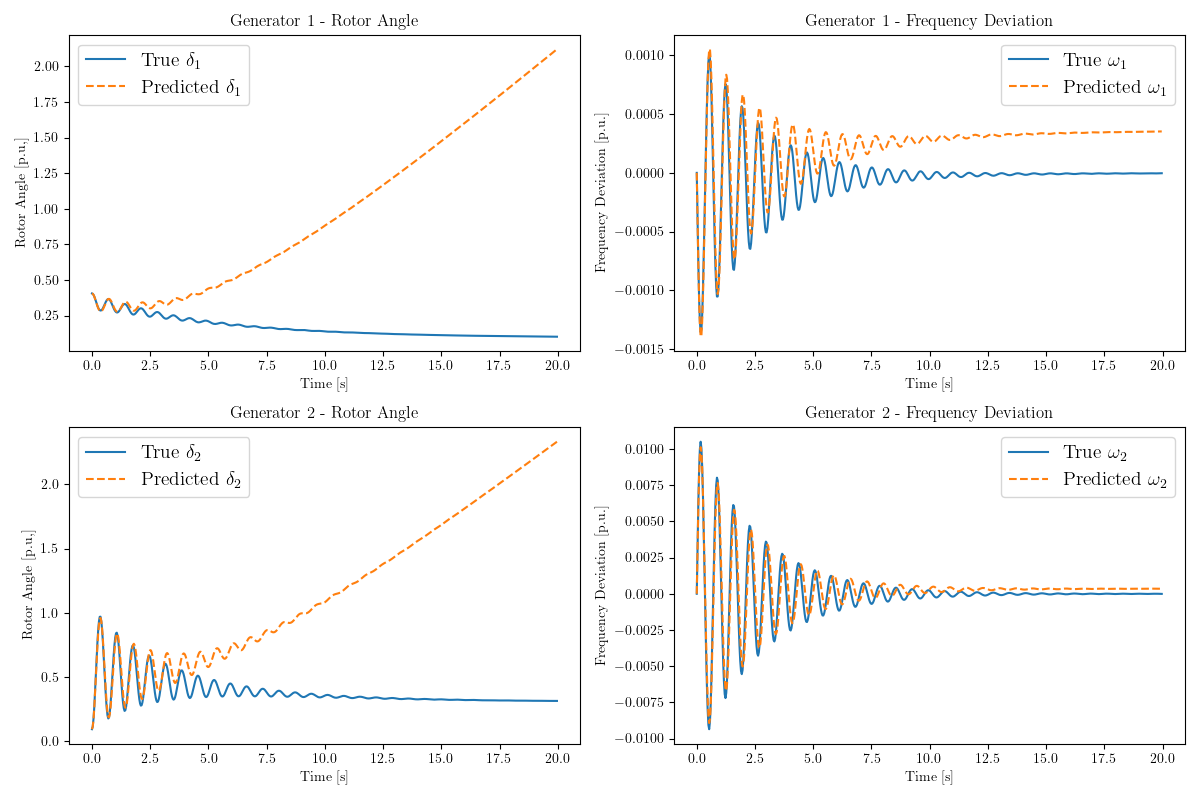 Generator 1 - Rotor Angle
True δ1
Predicted δ1
2.00
1.75
1.50
1.25
1.00
0.75
0.50
0.25
Rotor Angle [p.u.]
0.0 2.5 5.0 7.5 10.0 12.5 15.0 17.5 20.0
Time [s]
Generator 1 - Frequency Deviation
True ω1
Predicted ω1
0.0010
0.0005
0.0000
−0.0005
−0.0010
−0.0015
Frequency Deviation [p.u.]
0.0 2.5 5.0 7.5 10.0 12.5 15.0 17.5 20.0
Time [s]
Generator 2 - Rotor Angle
True δ2
Predicted δ2
2.0
1.5
1.0
0.5
0.0
Rotor Angle [p.u.]
0.0 2.5 5.0 7.5 10.0 12.5 15.0 17.5 20.0
Time [s]
Generator 2 - Frequency Deviation
True ω2
Predicted ω2
0.0100
0.0075
0.0050
0.0025
0.0000
−0.0025
−0.0050
−0.0075
−0.0100
Frequency Deviation [p.u.]
0.0 2.5 5.0 7.5 10.0 12.5 15.0 17.5 20.0
Time [s]